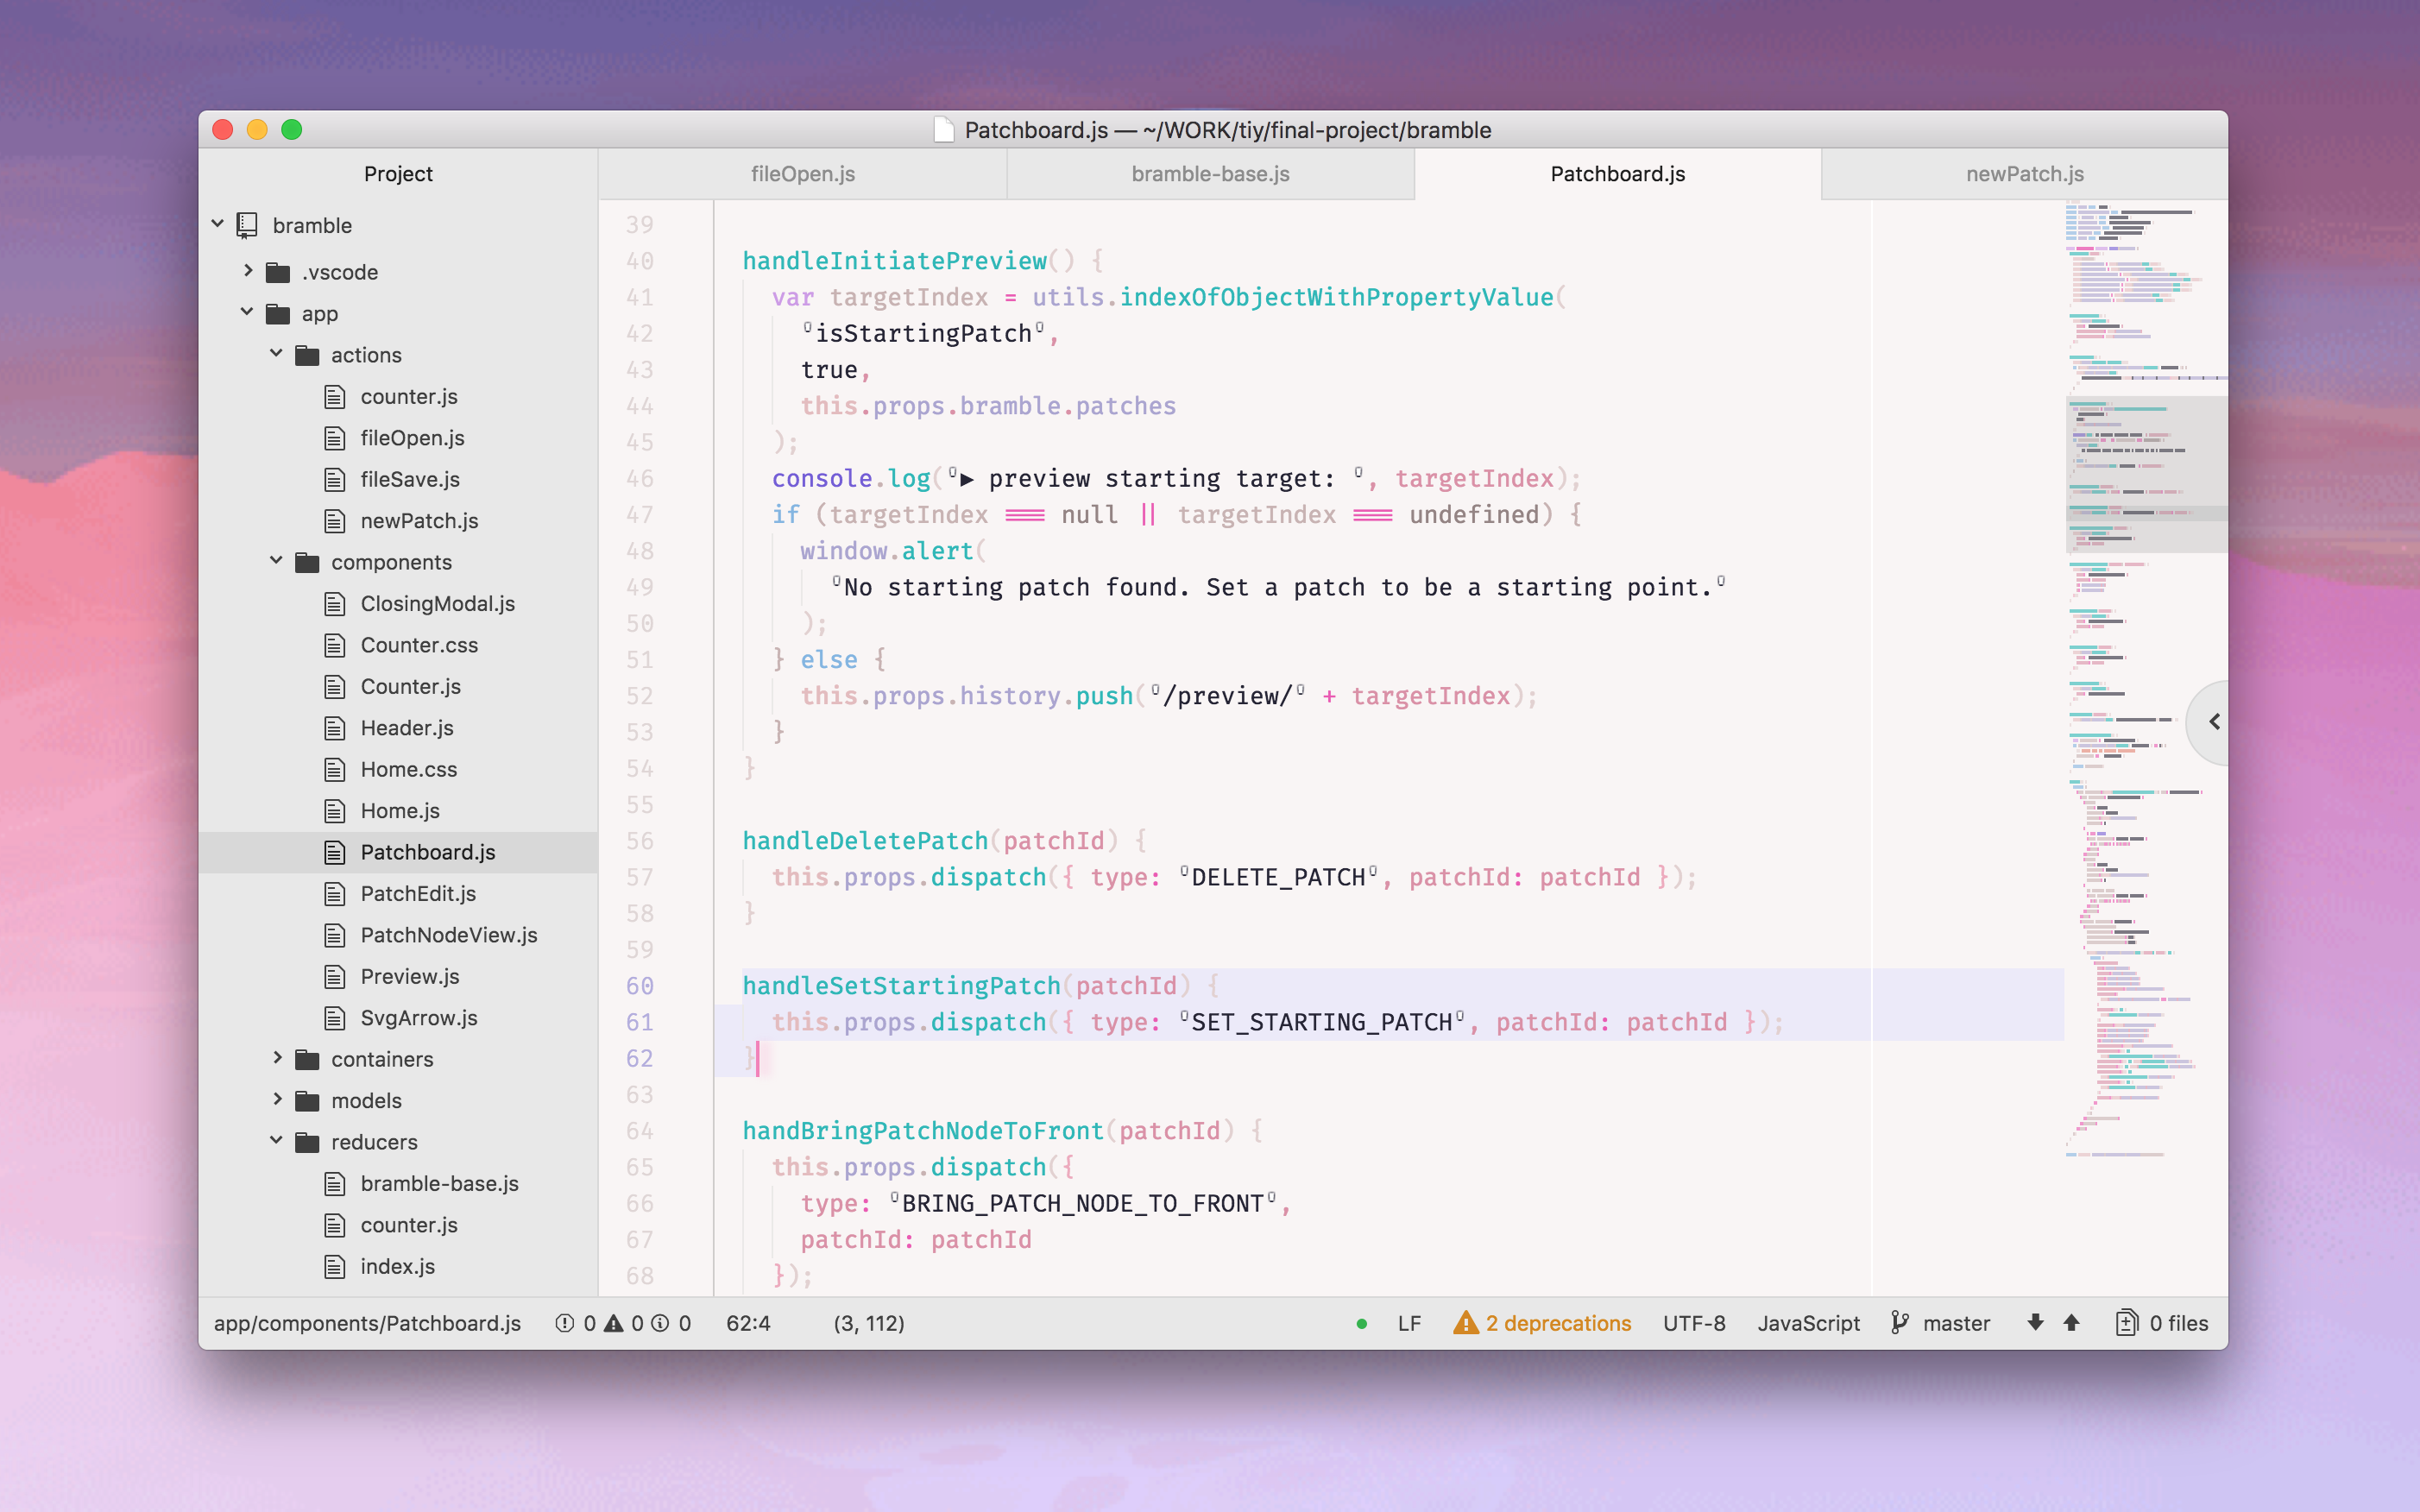 Patchboard.js — ~/WORK/tiy/final-project/bramble
Project
fileOpen.js
bramble-base.js
Patchboard.js
newPatch.js
bramble
.vscode
app
actions
counter.js
fileOpen.js
fileSave.js
newPatch.js
components
ClosingModal.js
Counter.css
Counter.js
Header.js
Home.css
Home.js
Patchboard.js
PatchEdit.js
PatchNodeView.js
Preview.js
SvgArrow.js
containers
models
reducers
bramble-base.js
counter.js
index.js
39
40 handleInitiatePreview() {
41 var targetIndex = utils.indexOfObjectWithPropertyValue(
42 'isStartingPatch',
43 true,
44 this.props.bramble.patches
45 );
46 console.log('▶ preview starting target: ', targetIndex);
47 if (targetIndex === null || targetIndex === undefined) {
48 window.alert(
49 'No starting patch found. Set a patch to be a starting point.'
50 );
51 } else {
52 this.props.history.push('/preview/' + targetIndex);
53 }
54 }
55
56 handleDeletePatch(patchId) {
57 this.props.dispatch({ type: 'DELETE_PATCH', patchId: patchId });
58 }
59
60 handleSetStartingPatch(patchId) {
61 this.props.dispatch({ type: 'SET_STARTING_PATCH', patchId: patchId });
62 }
63
64 handBringPatchNodeToFront(patchId) {
65 this.props.dispatch({
66 type: 'BRING_PATCH_NODE_TO_FRONT',
67 patchId: patchId
68 });
app/components/Patchboard.js 0 0 0 62:4 (3, 112) LF 2 deprecations UTF-8 JavaScript master 0 files